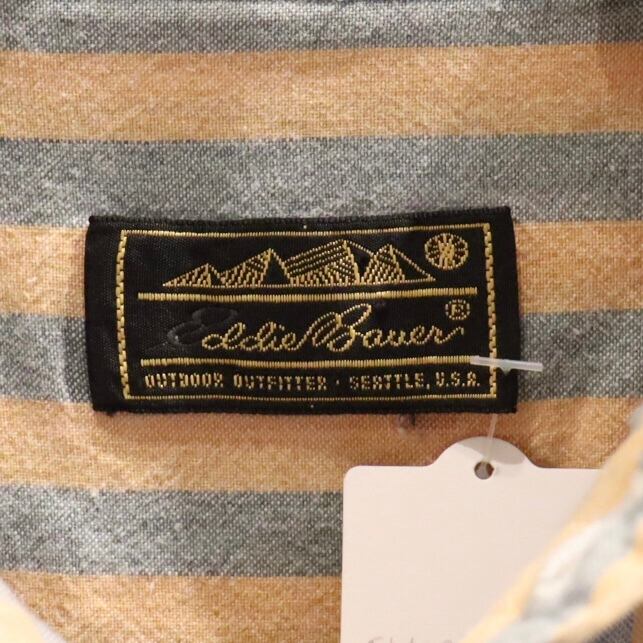 Eddie Bauer®
OUTDOOR OUTFITTER · SEATTLE, U.S.A.